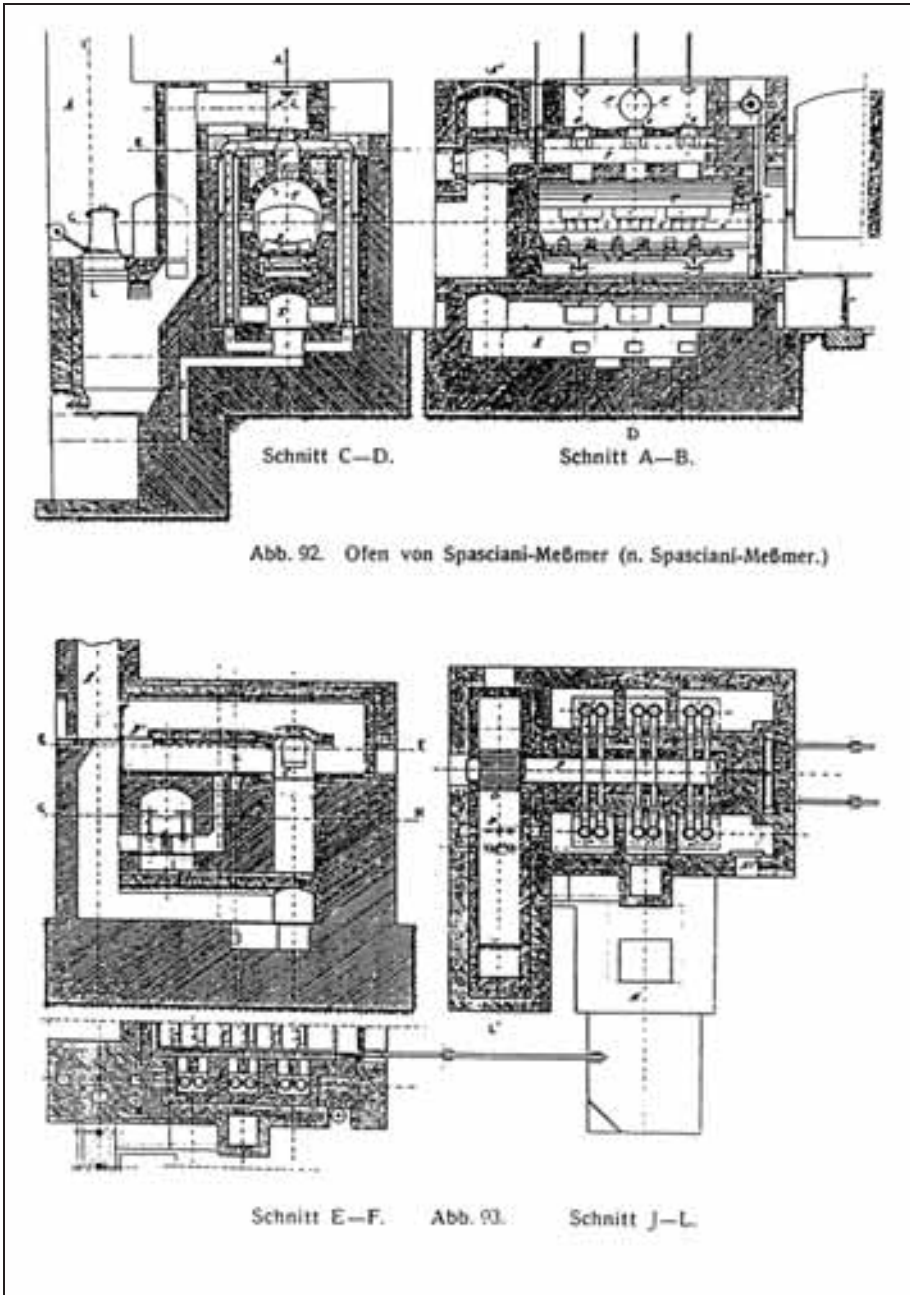 Schnitt C—D.
D
Schnitt A—B.
Abb. 92. Ofen von Spasciani-Meßmer (n. Spasciani-Meßmer.)
Schnitt E—F. Abb. 93. Schnitt J—L.